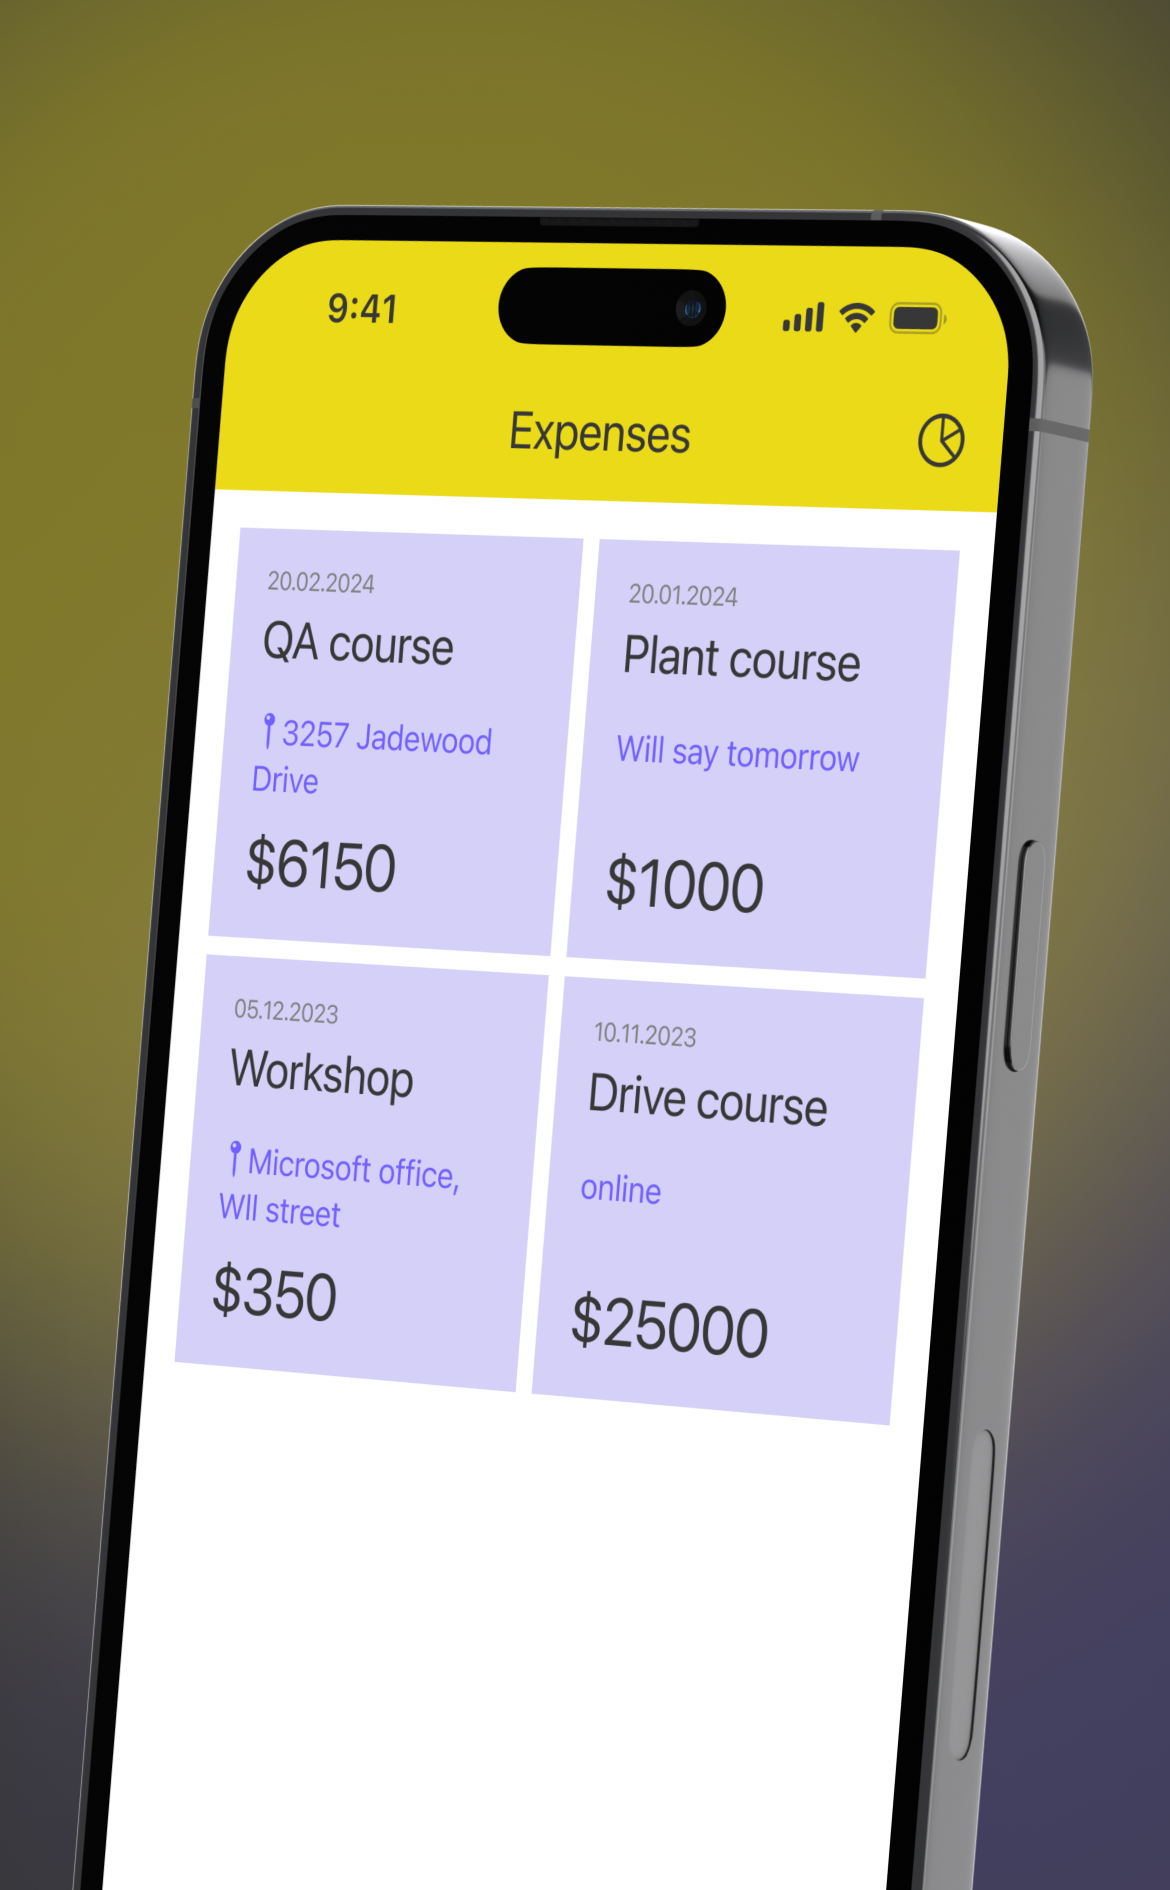 9:41
Expenses
20.02.2024
QA course
3257 Jadewood
Drive
$6150
20.01.2024
Plant course
Will say tomorrow
$1000
05.12.2023
Workshop
Microsoft office,
Wll street
$350
10.11.2023
Drive course
online
$25000